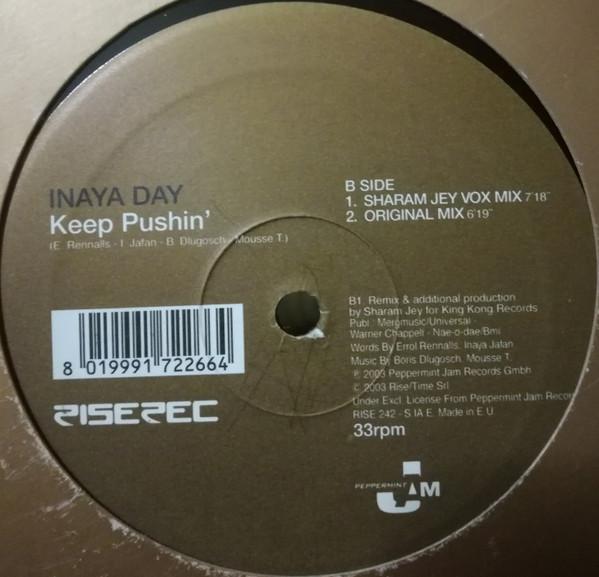 INAYA DAY
Keep Pushin'
(E. Rennalls - I. Jafan - B. Dlugosch - Mousse T.)
8 019991 722664
RISEREC
B SIDE
1. SHARAM JEY VOX MIX 7'18"
2. ORIGINAL MIX 6'19"
B1 Remix & additional production
by Sharam Jey for King Kong Records
Publ.: Mergmusic/Universal -
Warner Chappell - Nae-o-dae/Bmi
Words By Errol Rennalls, Inaya Jafan
Music By Boris Dlugosch, Mousse T.
℗ 2003 Peppermint Jam Records Gmbh
© 2003 Rise/Time Srl
Under Excl. License From Peppermint Jam Recor
RISE 242 - S.IA E. Made in E.U.
33rpm
PEPPERMINT JAM